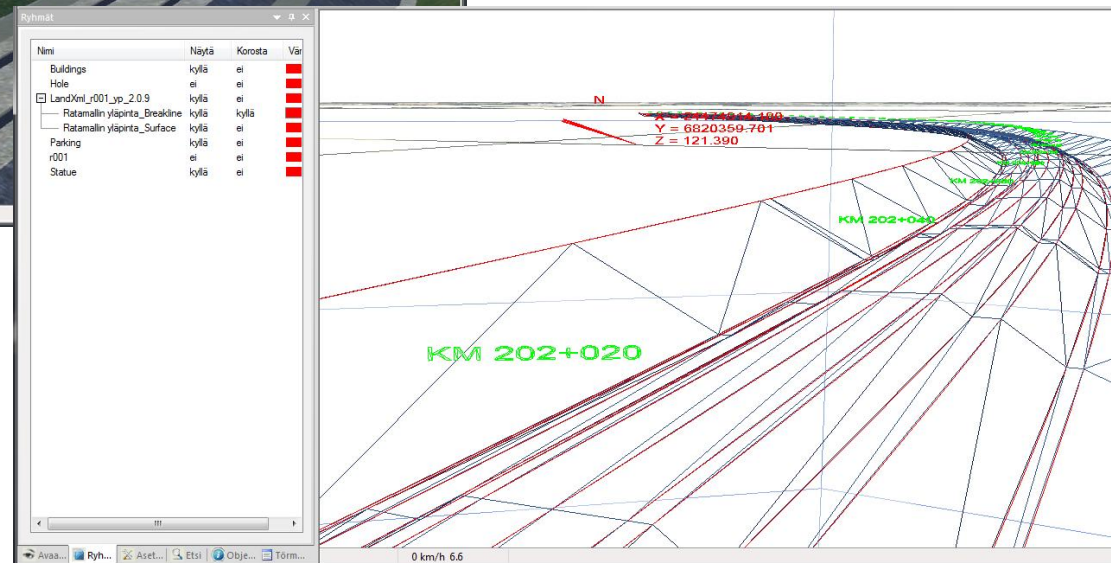 Ryhmät
Nimi Näytä Korosta Vär
Buildings kyllä ei
Hole ei ei
LandXml_r001_yp_2.0.9 kyllä ei
Ratamallin yläpinta_Breakline kyllä kyllä
Ratamallin yläpinta_Surface kyllä ei
Parking kyllä ei
r001 ei ei
Statue kyllä ei
Avaa... Ryh... Aset... Etsi Obje... Törm...
N
Y = 6820359.701
Z = 121.390
KM 202+040
KM 202+020
0 km/h 6.6